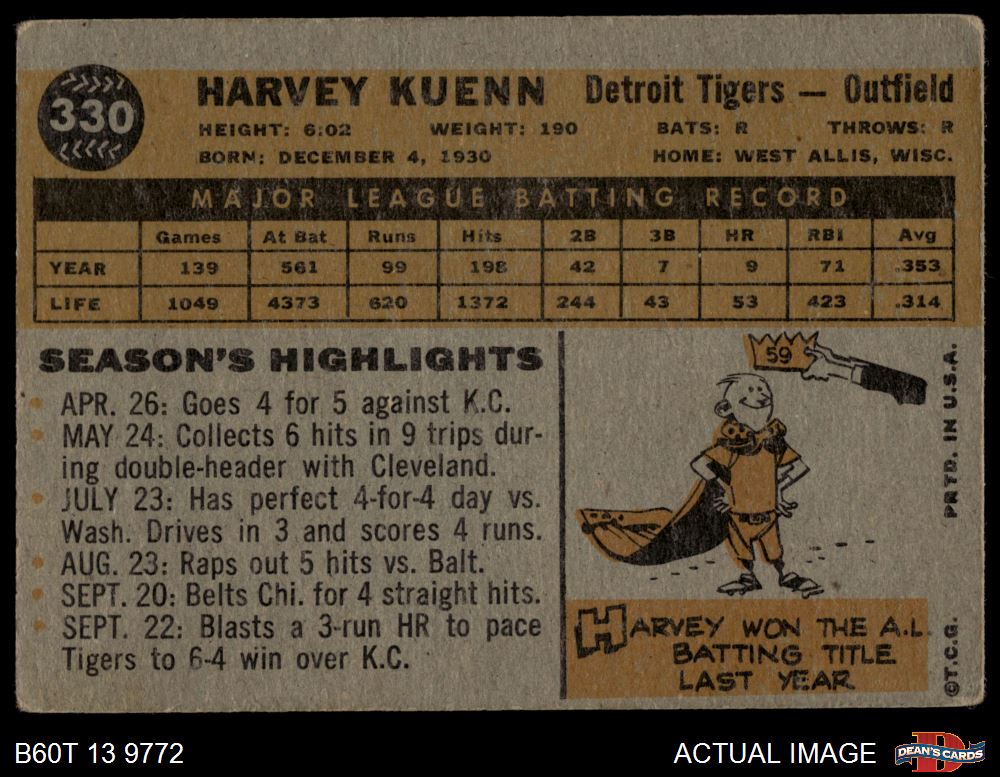 330
HARVEY KUENN Detroit Tigers — Outfield
HEIGHT: 6:02 WEIGHT: 190 BATS: R THROWS: R
BORN: DECEMBER 4, 1930 HOME: WEST ALLIS, WISC.
MAJOR LEAGUE BATTING RECORD
Games At Bat Runs Hits 2B 3B HR RBI Avg
YEAR 139 561 99 198 42 7 9 71 .353
LIFE 1049 4373 620 1372 244 43 53 423 .314
SEASON'S HIGHLIGHTS
• APR. 26: Goes 4 for 5 against K.C.
• MAY 24: Collects 6 hits in 9 trips dur-
ing double-header with Cleveland.
• JULY 23: Has perfect 4-for-4 day vs.
Wash. Drives in 3 and scores 4 runs.
• AUG. 23: Raps out 5 hits vs. Balt.
• SEPT. 20: Belts Chi. for 4 straight hits.
• SEPT. 22: Blasts a 3-run HR to pace
Tigers to 6-4 win over K.C.
59
HARVEY WON THE A.L.
BATTING TITLE
LAST YEAR
©T.C.G. PRTD. IN U.S.A.
B60T 13 9772 ACTUAL IMAGE DEAN'S CARDS